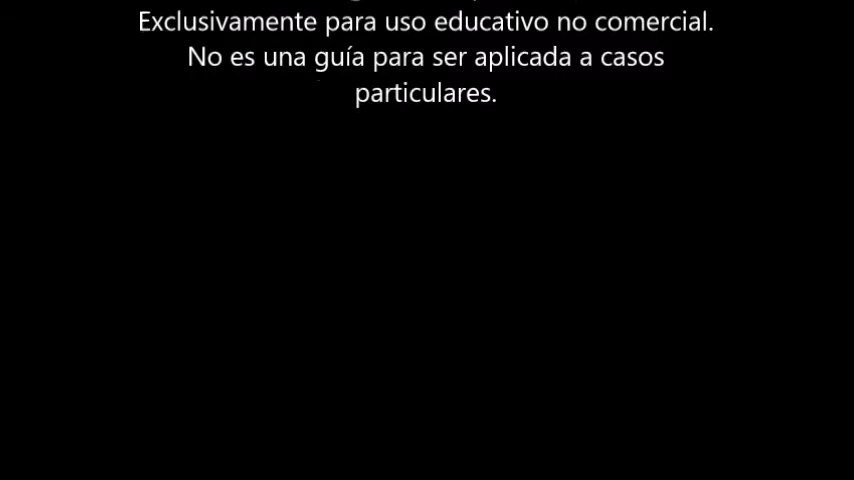 Exclusivamente para uso educativo no comercial.
No es una guía para ser aplicada a casos
particulares.